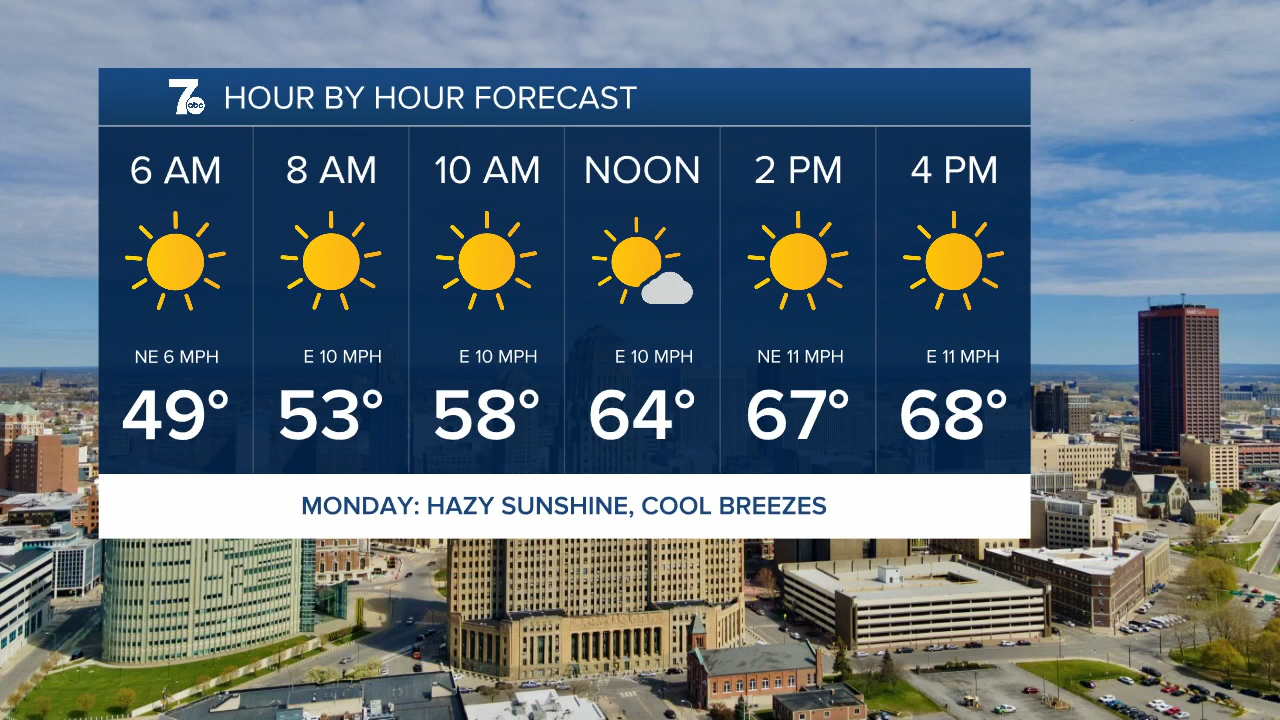 7 abc HOUR BY HOUR FORECAST
6 AM 8 AM 10 AM NOON 2 PM 4 PM
NE 6 MPH E 10 MPH E 10 MPH E 10 MPH NE 11 MPH E 11 MPH
49° 53° 58° 64° 67° 68°
MONDAY: HAZY SUNSHINE, COOL BREEZES